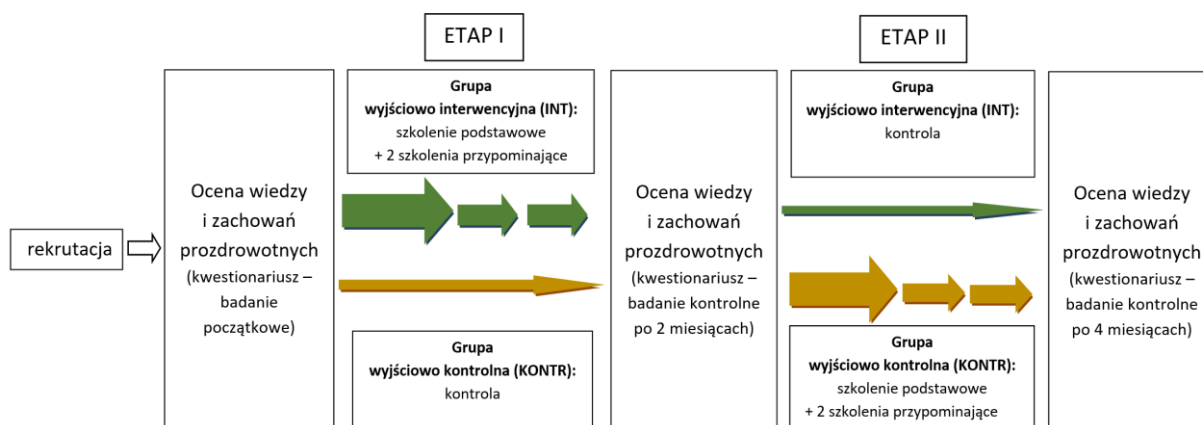 ETAP I
ETAP II
rekrutacja
Ocena wiedzy
i zachowań
prozdrowotnych
(kwestionariusz –
badanie
początkowe)
Grupa
wyjściowo interwencyjna (INT):
szkolenie podstawowe
+ 2 szkolenia przypominające
Grupa
wyjściowo kontrolna (KONTR):
kontrola
Ocena wiedzy
i zachowań
prozdrowotnych
(kwestionariusz –
badanie kontrolne
po 2 miesiącach)
Grupa
wyjściowo interwencyjna (INT):
kontrola
Grupa
wyjściowo kontrolna (KONTR):
szkolenie podstawowe
+ 2 szkolenia przypominające
Ocena wiedzy
i zachowań
prozdrowotnych
(kwestionariusz –
badanie kontrolne
po 4 miesiącach)